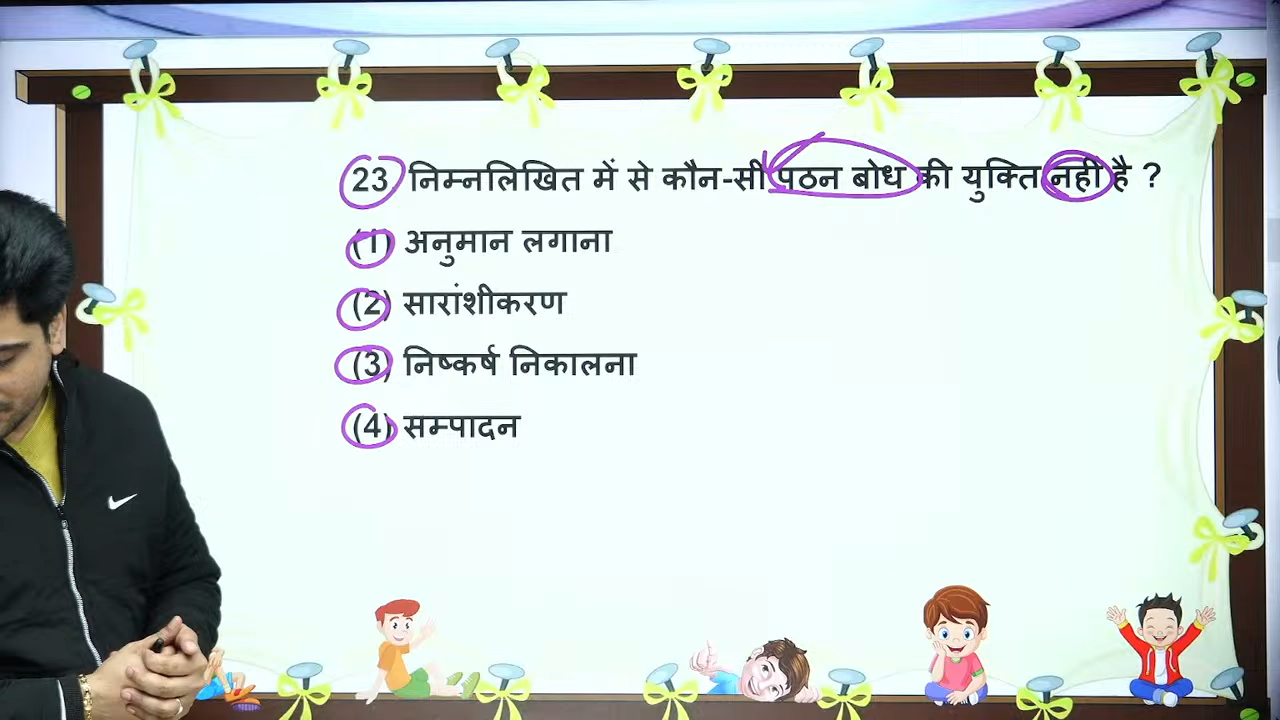 23 निम्नलिखित में से कौन-सी पठन बोध की युक्ति नहीं है ?
(1) अनुमान लगाना
(2) सारांशीकरण
(3) निष्कर्ष निकालना
(4) सम्पादन